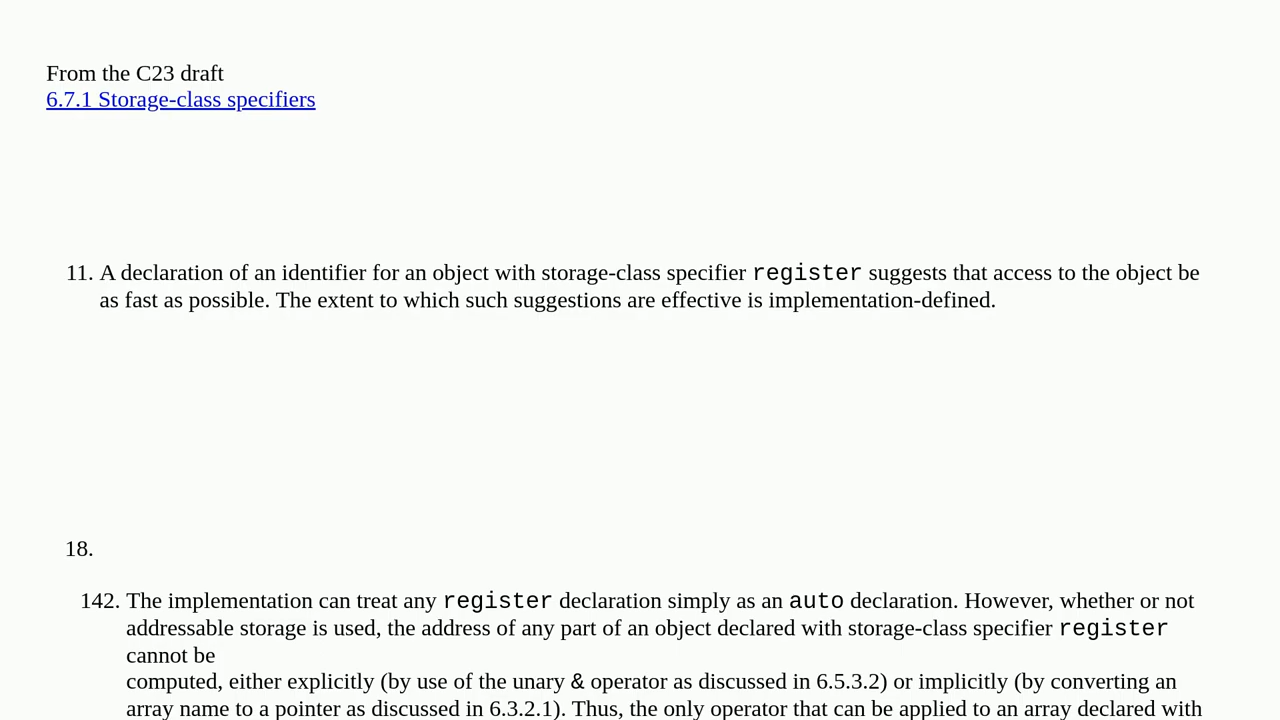 From the C23 draft
6.7.1 Storage-class specifiers
11. A declaration of an identifier for an object with storage-class specifier register suggests that access to the object be
as fast as possible. The extent to which such suggestions are effective is implementation-defined.
18.
142. The implementation can treat any register declaration simply as an auto declaration. However, whether or not
addressable storage is used, the address of any part of an object declared with storage-class specifier register
cannot be
computed, either explicitly (by use of the unary & operator as discussed in 6.5.3.2) or implicitly (by converting an
array name to a pointer as discussed in 6.3.2.1). Thus, the only operator that can be applied to an array declared with